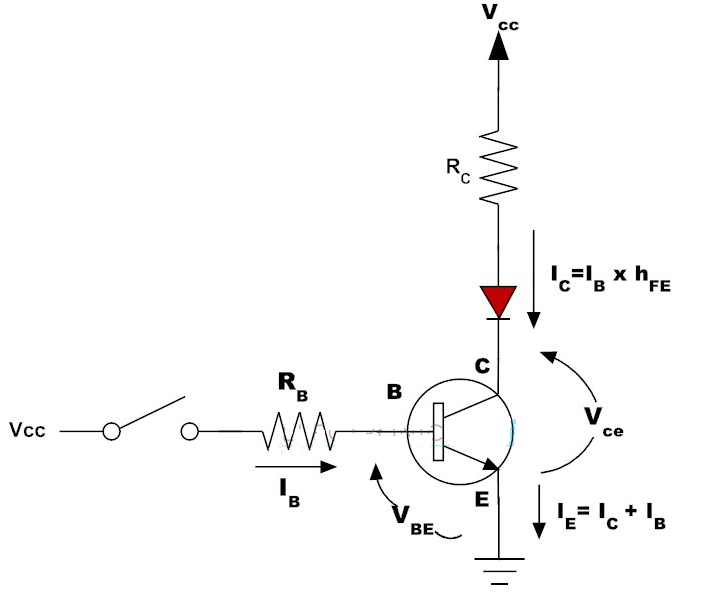 Vcc
RC
IC=IB x hFE
C
RB
B
Vcc
Vce
IB
E
VBE
IE= IC + IB